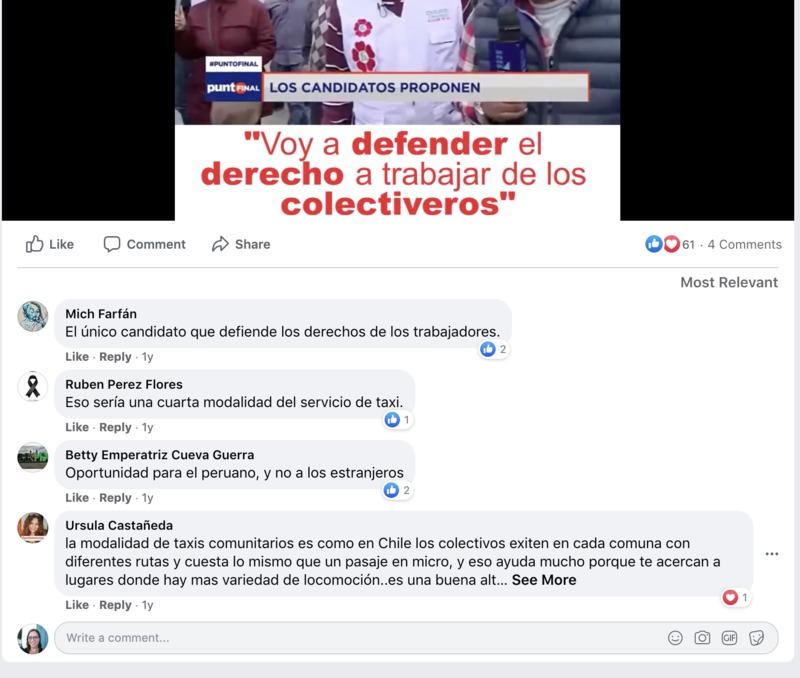 #PUNTOFINAL
punto FINAL
LOS CANDIDATOS PROPONEN
"Voy a defender el
derecho a trabajar de los
colectiveros"
Like
Comment
Share
61 · 4 Comments
Most Relevant
Mich Farfán
El único candidato que defiende los derechos de los trabajadores.
2
Like · Reply · 1y
Ruben Perez Flores
Eso sería una cuarta modalidad del servicio de taxi.
1
Like · Reply · 1y
Betty Emperatriz Cueva Guerra
Oportunidad para el peruano, y no a los estranjeros
2
Like · Reply · 1y
Ursula Castañeda
la modalidad de taxis comunitarios es como en Chile los colectivos exiten en cada comuna con
diferentes rutas y cuesta lo mismo que un pasaje en micro, y eso ayuda mucho porque te acercan a
lugares donde hay mas variedad de locomoción..es una buena alt... See More
1
Like · Reply · 1y
Write a comment...
GIF